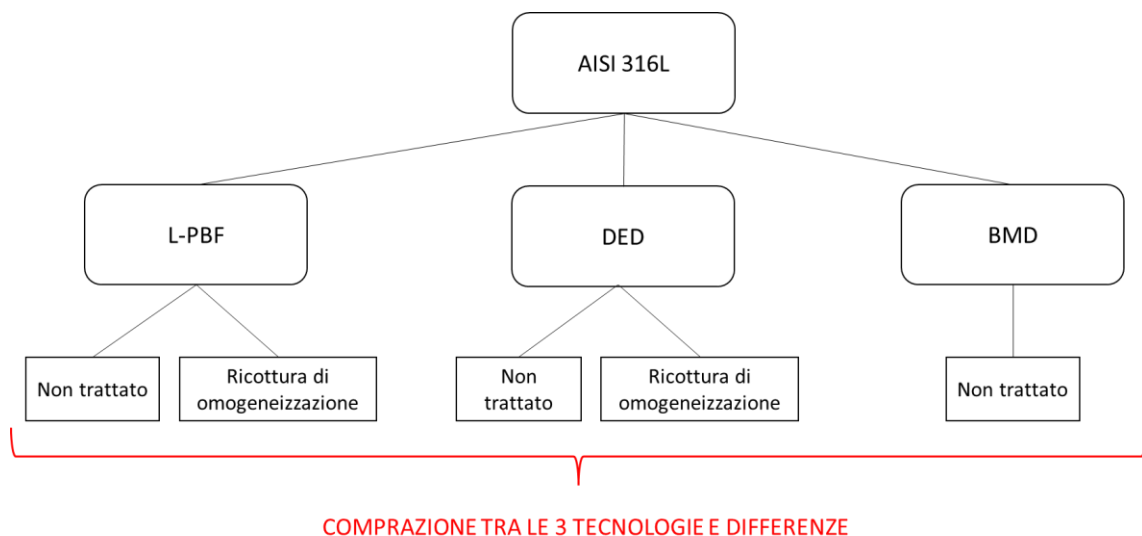 AISI 316L
L-PBF
DED
BMD
Non trattato
Ricottura di
omogeneizzazione
Non
trattato
Ricottura di
omogeneizzazione
Non trattato
COMPRAZIONE TRA LE 3 TECNOLOGIE E DIFFERENZE